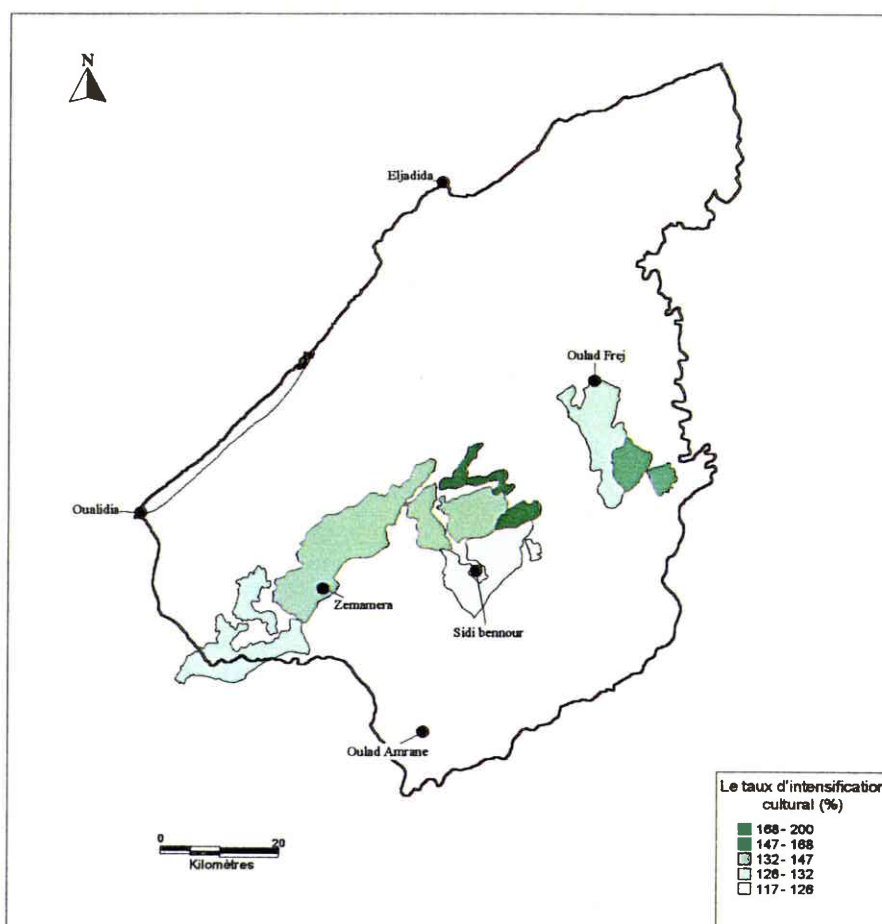 N
Eljadida
Oulad Frej
Oualidia
Zemamera
Sidi bennour
Oulad Amrane
0 20
Kilomètres
Le taux d'intensification
cultural (%)
168 - 200
147 - 168
132 - 147
126 - 132
117 - 126